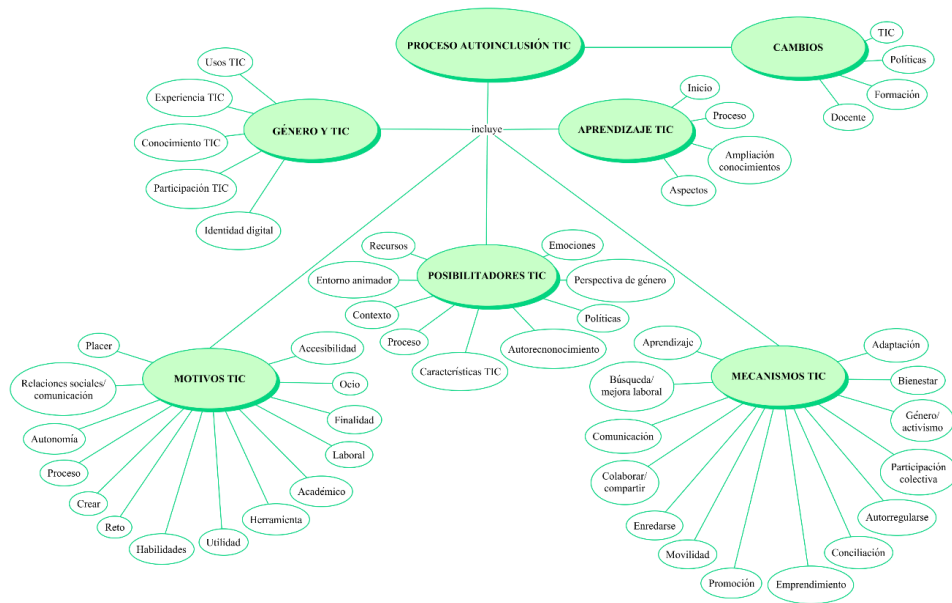 PROCESO AUTOINCLUSIÓN TIC
CAMBIOS
TIC
Políticas
Formación
Docente
incluye
GÉNERO Y TIC
Usos TIC
Experiencia TIC
Conocimiento TIC
Participación TIC
Identidad digital
APRENDIZAJE TIC
Inicio
Proceso
Ampliación
conocimientos
Aspectos
POSIBILITADORES TIC
Recursos
Entorno animador
Contexto
Proceso
Características TIC
Autorecnonocimiento
Políticas
Perspectiva de género
Emociones
MOTIVOS TIC
Placer
Relaciones sociales/
comunicación
Autonomía
Proceso
Crear
Reto
Habilidades
Utilidad
Herramienta
Académico
Laboral
Finalidad
Ocio
Accesibilidad
MECANISMOS TIC
Aprendizaje
Búsqueda/
mejora laboral
Comunicación
Colaborar/
compartir
Enredarse
Movilidad
Promoción
Emprendimiento
Conciliación
Autorregularse
Participación
colectiva
Género/
activismo
Bienestar
Adaptación